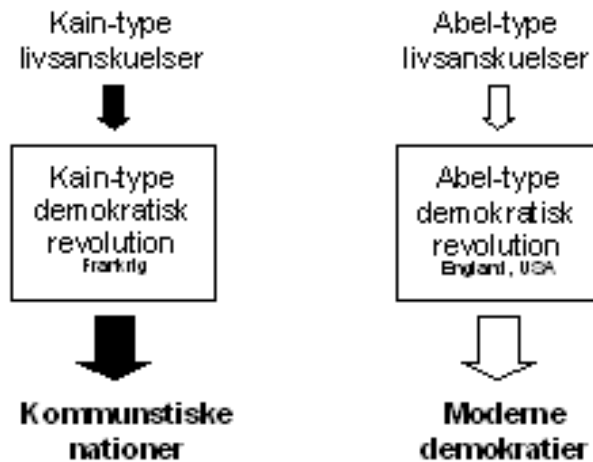 Kain-type
livsanskuelser
Kain-type
demokratisk
revolution
Frankrig
Kommunstiske
nationer
Abel-type
livsanskuelser
Abel-type
demokratisk
revolution
England, USA
Moderne
demokratier